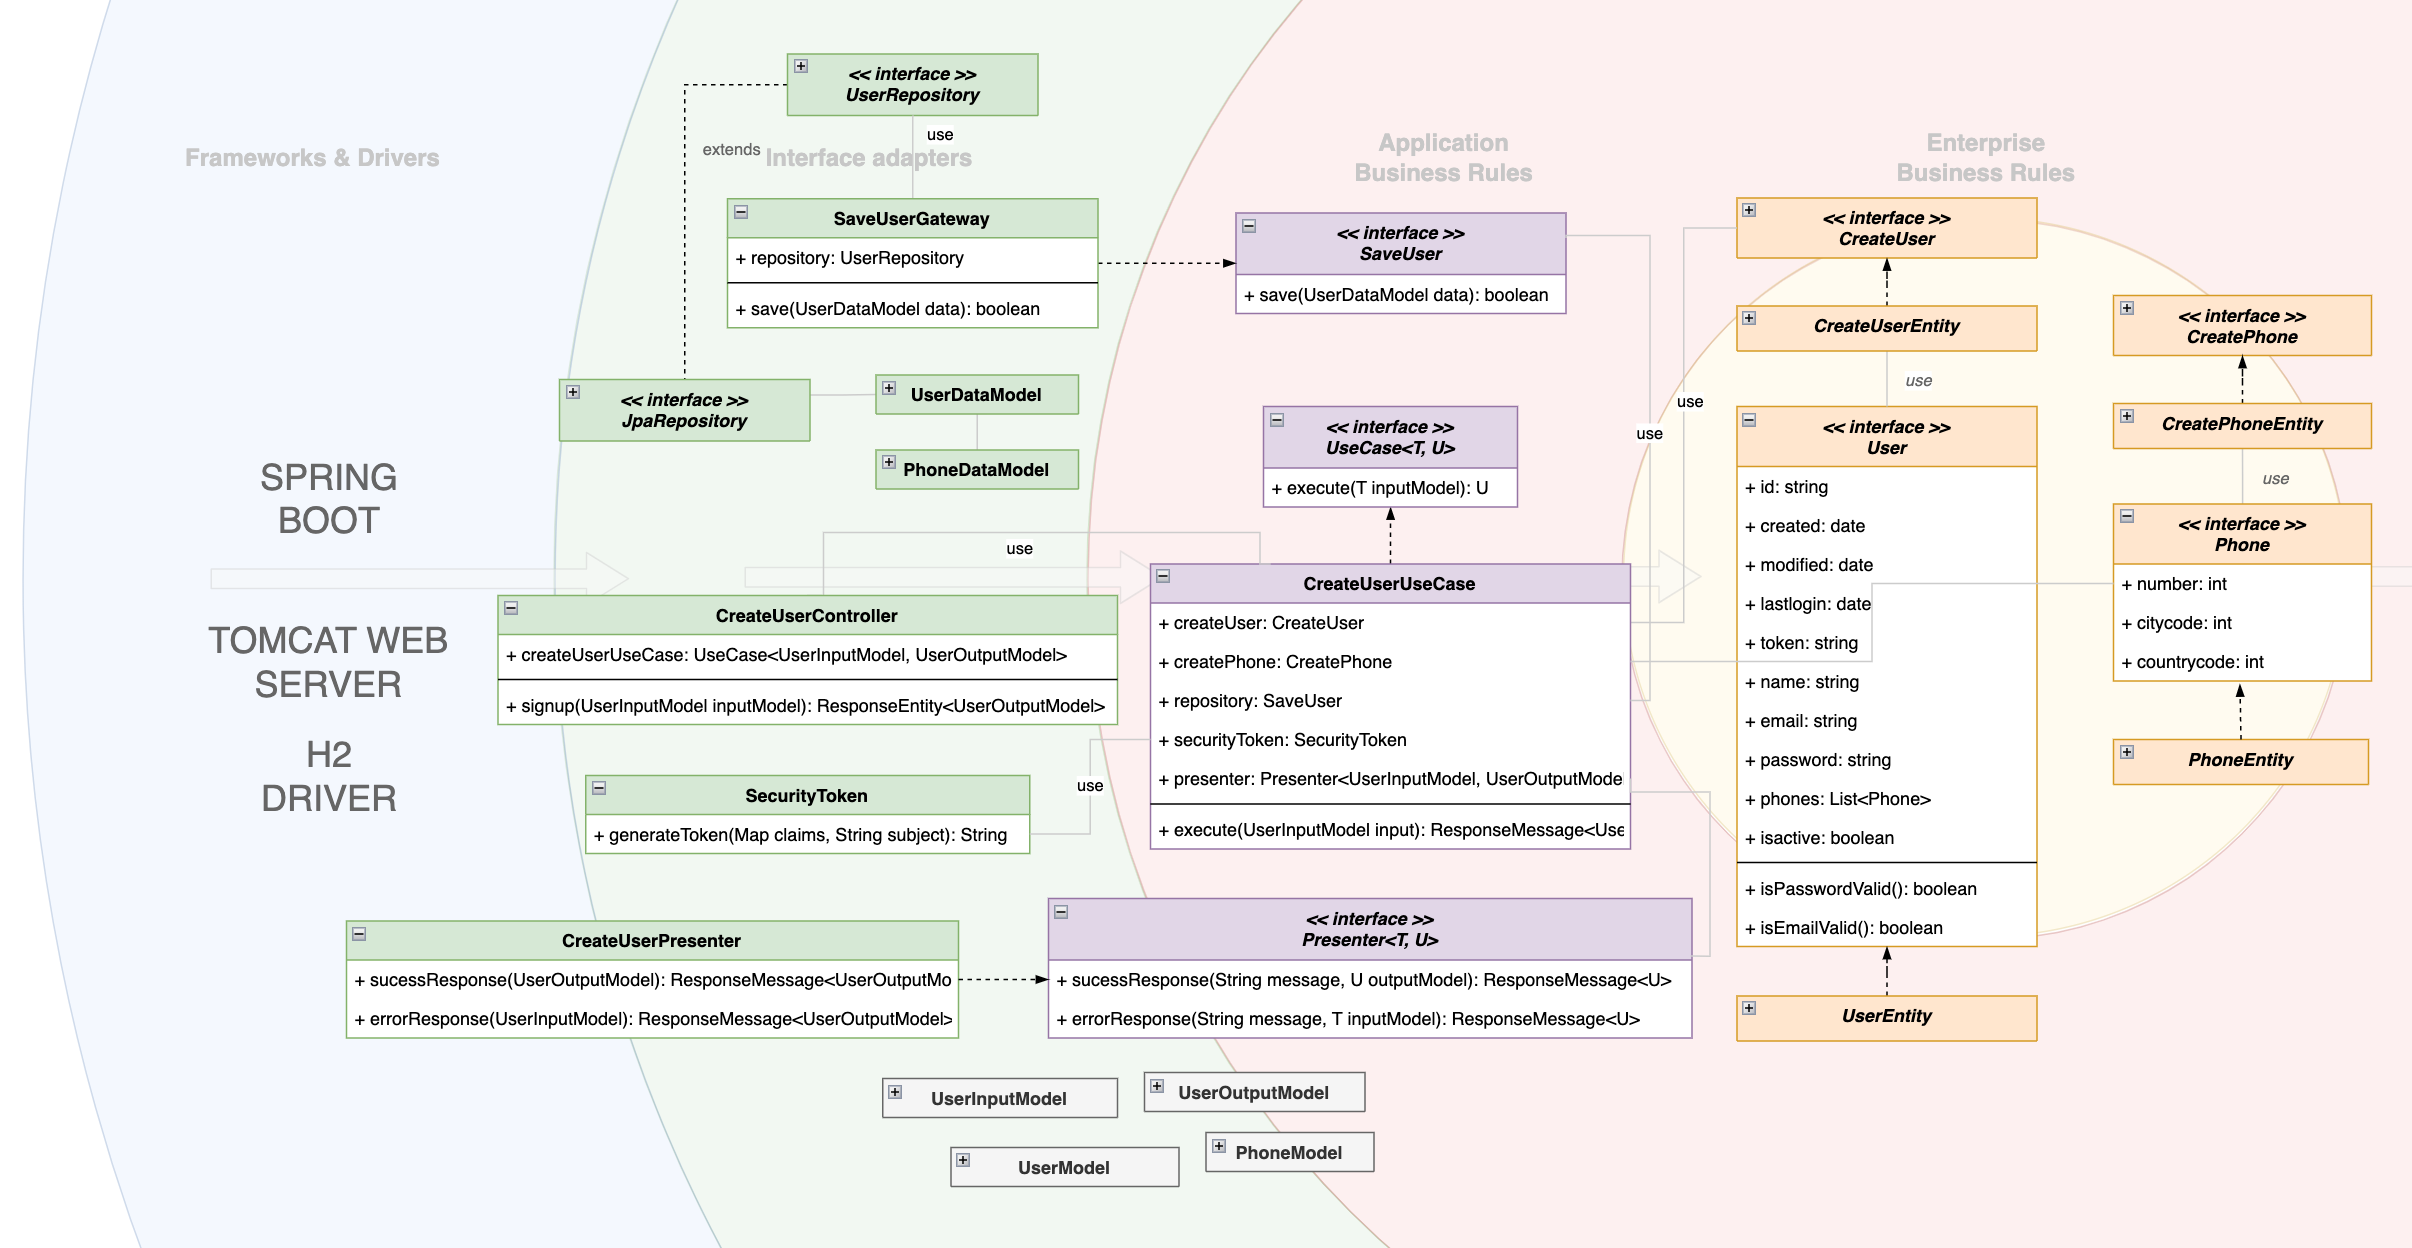 Frameworks & Drivers
Interface adapters
Application
Business Rules
Enterprise
Business Rules
SPRING
BOOT
TOMCAT WEB
SERVER
H2
DRIVER
<< interface >>
UserRepository
use
extends
SaveUserGateway
+ repository: UserRepository
+ save(UserDataModel data): boolean
<< interface >>
JpaRepository
UserDataModel
PhoneDataModel
use
CreateUserController
+ createUserUseCase: UseCase<UserInputModel, UserOutputModel>
+ signup(UserInputModel inputModel): ResponseEntity<UserOutputModel>
SecurityToken
+ generateToken(Map claims, String subject): String
use
CreateUserPresenter
+ sucessResponse(UserOutputModel): ResponseMessage<UserOutputMo
+ errorResponse(UserInputModel): ResponseMessage<UserOutputModel>
<< interface >>
SaveUser
+ save(UserDataModel data): boolean
<< interface >>
UseCase<T, U>
+ execute(T inputModel): U
use
use
CreateUserUseCase
+ createUser: CreateUser
+ createPhone: CreatePhone
+ repository: SaveUser
+ securityToken: SecurityToken
+ presenter: Presenter<UserInputModel, UserOutputMode
+ execute(UserInputModel input): ResponseMessage<Use
<< interface >>
Presenter<T, U>
+ sucessResponse(String message, U outputModel): ResponseMessage<U>
+ errorResponse(String message, T inputModel): ResponseMessage<U>
UserInputModel
UserOutputModel
UserModel
PhoneModel
<< interface >>
CreateUser
CreateUserEntity
use
<< interface >>
User
+ id: string
+ created: date
+ modified: date
+ lastlogin: date
+ token: string
+ name: string
+ email: string
+ password: string
+ phones: List<Phone>
+ isactive: boolean
+ isPasswordValid(): boolean
+ isEmailValid(): boolean
UserEntity
<< interface >>
CreatePhone
CreatePhoneEntity
use
<< interface >>
Phone
+ number: int
+ citycode: int
+ countrycode: int
PhoneEntity